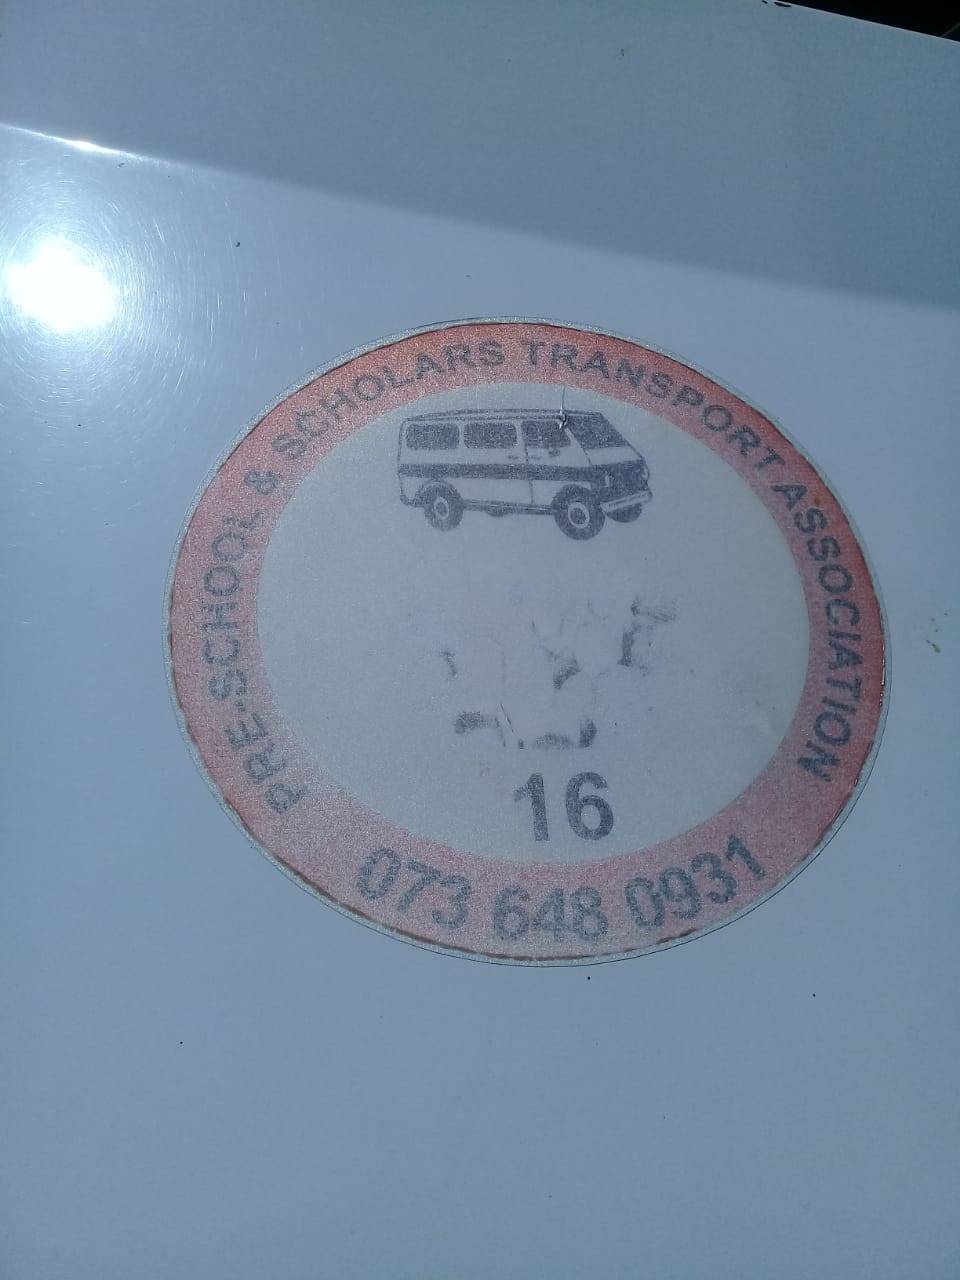 PRE-SCHOOL & SCHOLARS TRANSPORT ASSOCIATION
16
073 648 0931